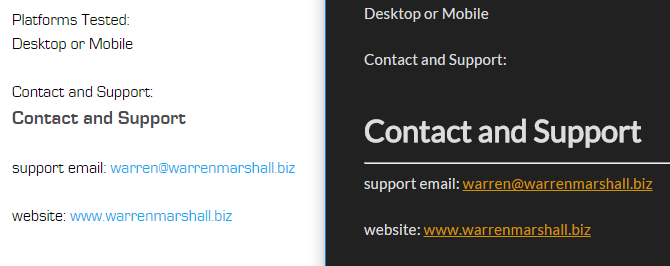 Platforms Tested:
Desktop or Mobile
Contact and Support:
Contact and Support
support email: warren@warrenmarshall.biz
website: www.warrenmarshall.biz
Desktop or Mobile
Contact and Support:
Contact and Support
support email: warren@warrenmarshall.biz
website: www.warrenmarshall.biz